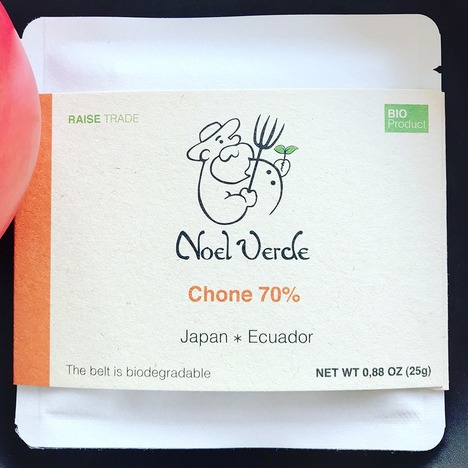 RAISE TRADE
BIO
Product
Noel Verde
Chone 70%
Japan * Ecuador
The belt is biodegradable
NET WT 0,88 OZ (25g)